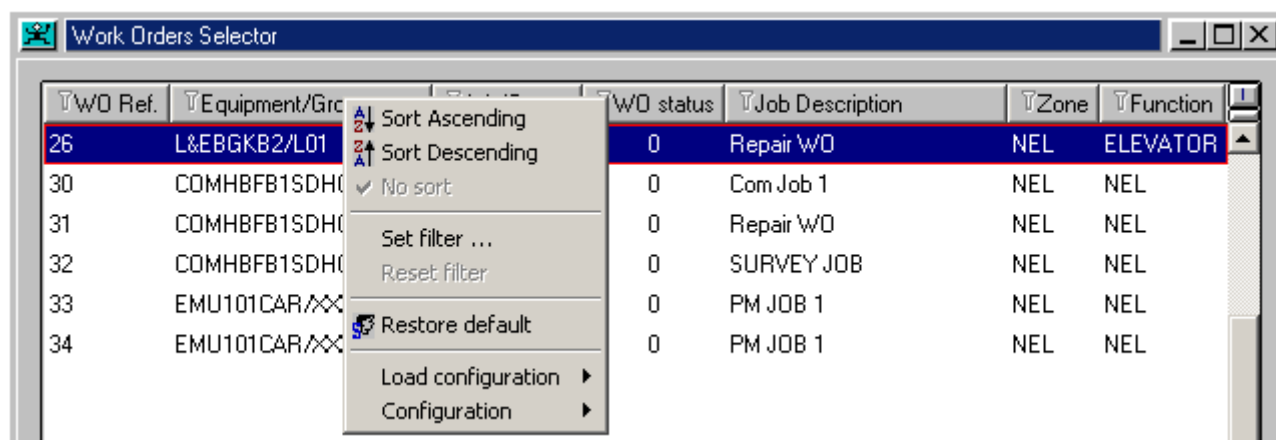 Work Orders Selector
WO Ref. Equipment/Gro WO status Job Description Zone Function
26 L&EBGKB2/L01 0 Repair WO NEL ELEVATOR
30 COMHBFB1SDH 0 Com Job 1 NEL NEL
31 COMHBFB1SDH 0 Repair WO NEL NEL
32 COMHBFB1SDH 0 SURVEY JOB NEL NEL
33 EMU101CAR/XX 0 PM JOB 1 NEL NEL
34 EMU101CAR/XX 0 PM JOB 1 NEL NEL
Sort Ascending
Sort Descending
No sort
Set filter ...
Reset filter
Restore default
Load configuration
Configuration